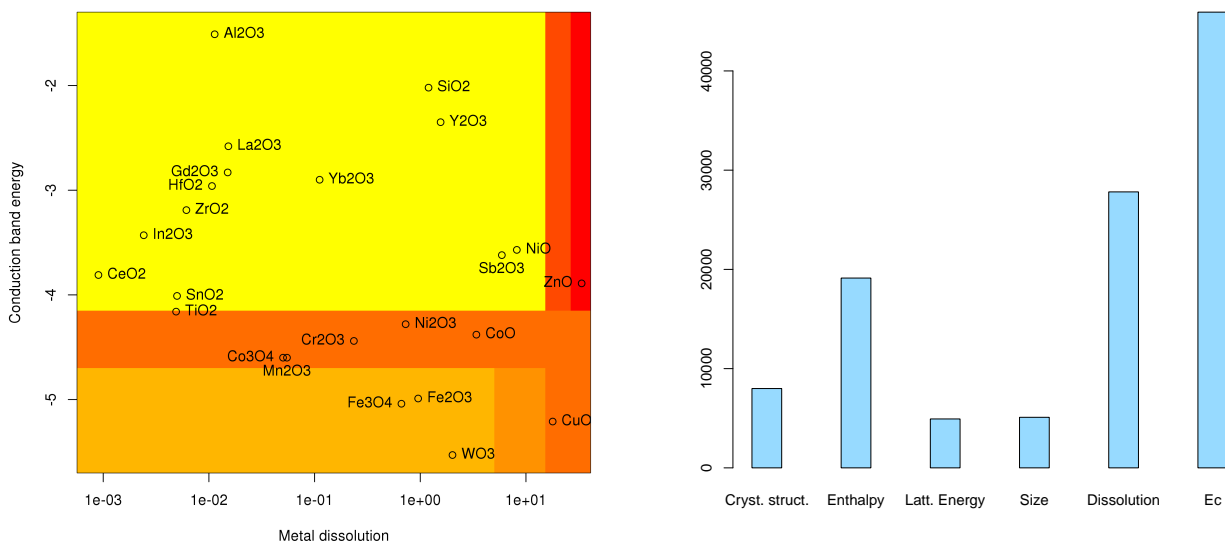 Conduction band energy
-2
-3
-4
-5
Al2O3
SiO2
Y2O3
La2O3
Gd2O3
Yb2O3
HfO2
ZrO2
In2O3
NiO
Sb2O3
CeO2
ZnO
SnO2
TiO2
Ni2O3
CoO
Cr2O3
Co3O4
Mn2O3
Fe2O3
Fe3O4
CuO
WO3
1e-03 1e-02 1e-01 1e+00 1e+01
Metal dissolution
40000
30000
20000
10000
0
Cryst. struct. Enthalpy Latt. Energy Size Dissolution Ec